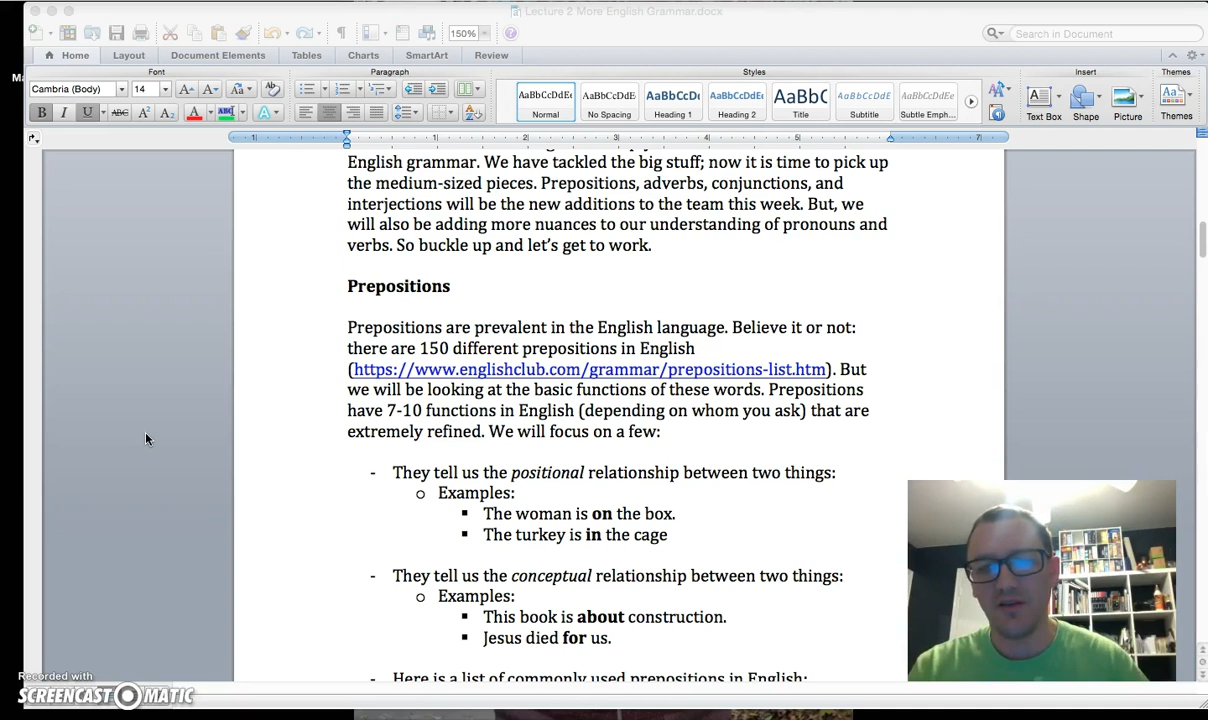 Lecture 2 More English Grammar.docx
150%
Search in Document
Home
Layout
Document Elements
Tables
Charts
SmartArt
Review
Font
Paragraph
Styles
Insert
Themes
Cambria (Body)
14
AaBbCcDdEe
AaBbCcDdE
AaBbCcDc
AaBbCcDdE
AaBbC
AaBbCcDdE
AaBbCcDdEe
Normal
No Spacing
Heading 1
Heading 2
Title
Subtitle
Subtle Emph...
Text Box
Shape
Picture
Themes
English grammar. We have tackled the big stuff; now it is time to pick up
the medium-sized pieces. Prepositions, adverbs, conjunctions, and
interjections will be the new additions to the team this week. But, we
will also be adding more nuances to our understanding of pronouns and
verbs. So buckle up and let’s get to work.
Prepositions
Prepositions are prevalent in the English language. Believe it or not:
there are 150 different prepositions in English
(https://www.englishclub.com/grammar/prepositions-list.htm). But
we will be looking at the basic functions of these words. Prepositions
have 7-10 functions in English (depending on whom you ask) that are
extremely refined. We will focus on a few:
- They tell us the positional relationship between two things:
o Examples:
▪ The woman is on the box.
▪ The turkey is in the cage
- They tell us the conceptual relationship between two things:
o Examples:
▪ This book is about construction.
▪ Jesus died for us.
- Here is a list of commonly used prepositions in English:
Recorded with
SCREENCAST-O-MATIC